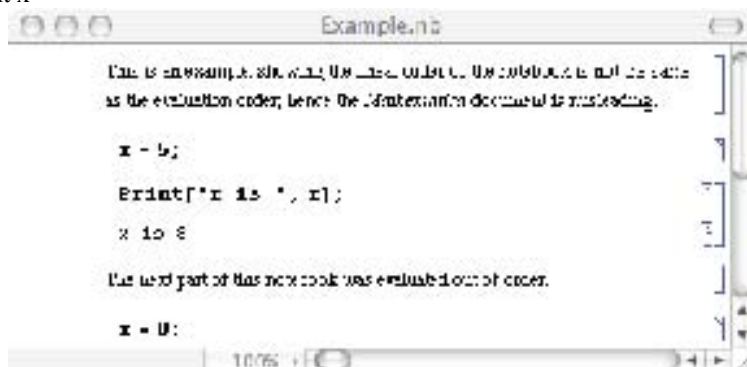 Example.nb
This is an example, showing the linear order of the notebook is not the same
as the evaluation order, hence the Mathematica document is misleading.
x = 5;
Print["x is ", x];
x is
The next part of this notebook was evaluated out of order.
x =
100%